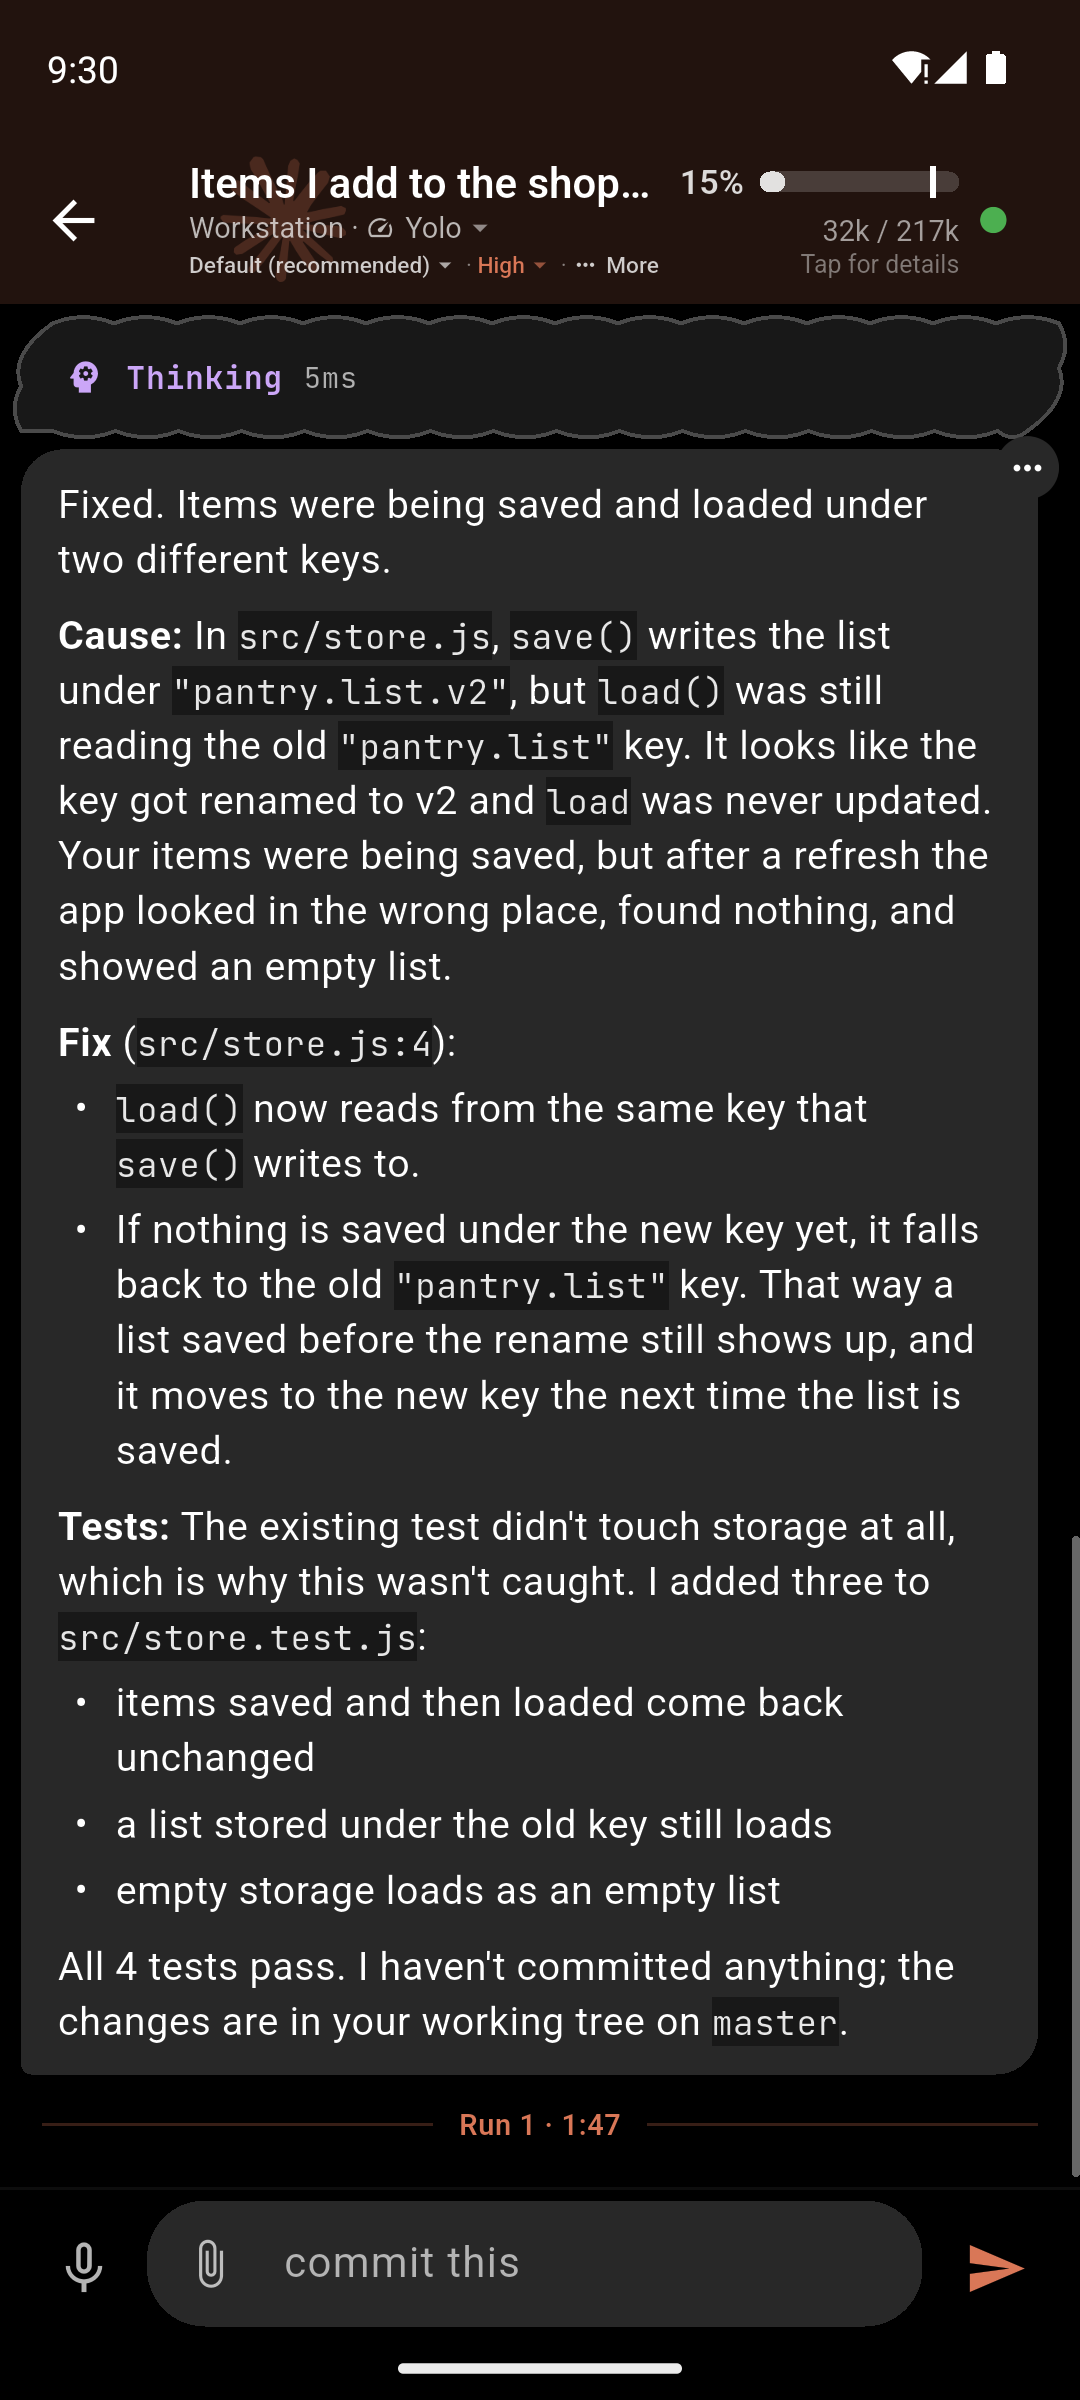 9:30
Items I add to the shop…
15%
Workstation · Yolo
32k / 217k
Default (recommended) · High · ··· More
Tap for details
Thinking 5ms
Fixed. Items were being saved and loaded under
two different keys.
Cause: In src/store.js, save() writes the list
under "pantry.list.v2", but load() was still
reading the old "pantry.list" key. It looks like the
key got renamed to v2 and load was never updated.
Your items were being saved, but after a refresh the
app looked in the wrong place, found nothing, and
showed an empty list.
Fix (src/store.js:4):
• load() now reads from the same key that
save() writes to.
• If nothing is saved under the new key yet, it falls
back to the old "pantry.list" key. That way a
list saved before the rename still shows up, and
it moves to the new key the next time the list is
saved.
Tests: The existing test didn't touch storage at all,
which is why this wasn't caught. I added three to
src/store.test.js:
• items saved and then loaded come back
unchanged
• a list stored under the old key still loads
• empty storage loads as an empty list
All 4 tests pass. I haven't committed anything; the
changes are in your working tree on master.
Run 1 · 1:47
commit this